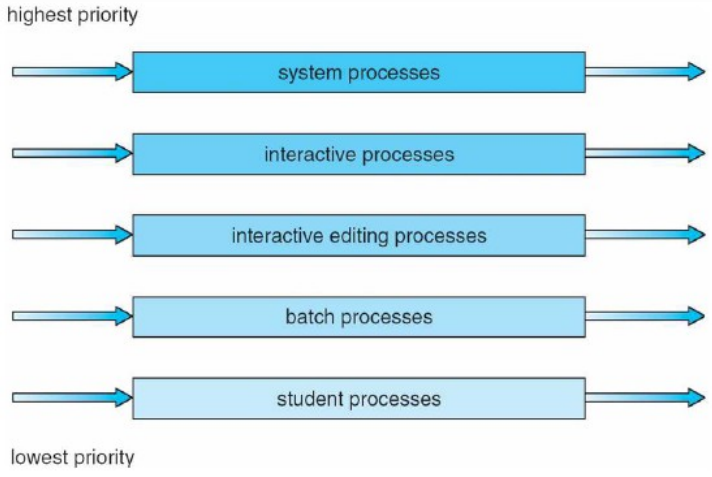 highest priority
system processes
interactive processes
interactive editing processes
batch processes
student processes
lowest priority